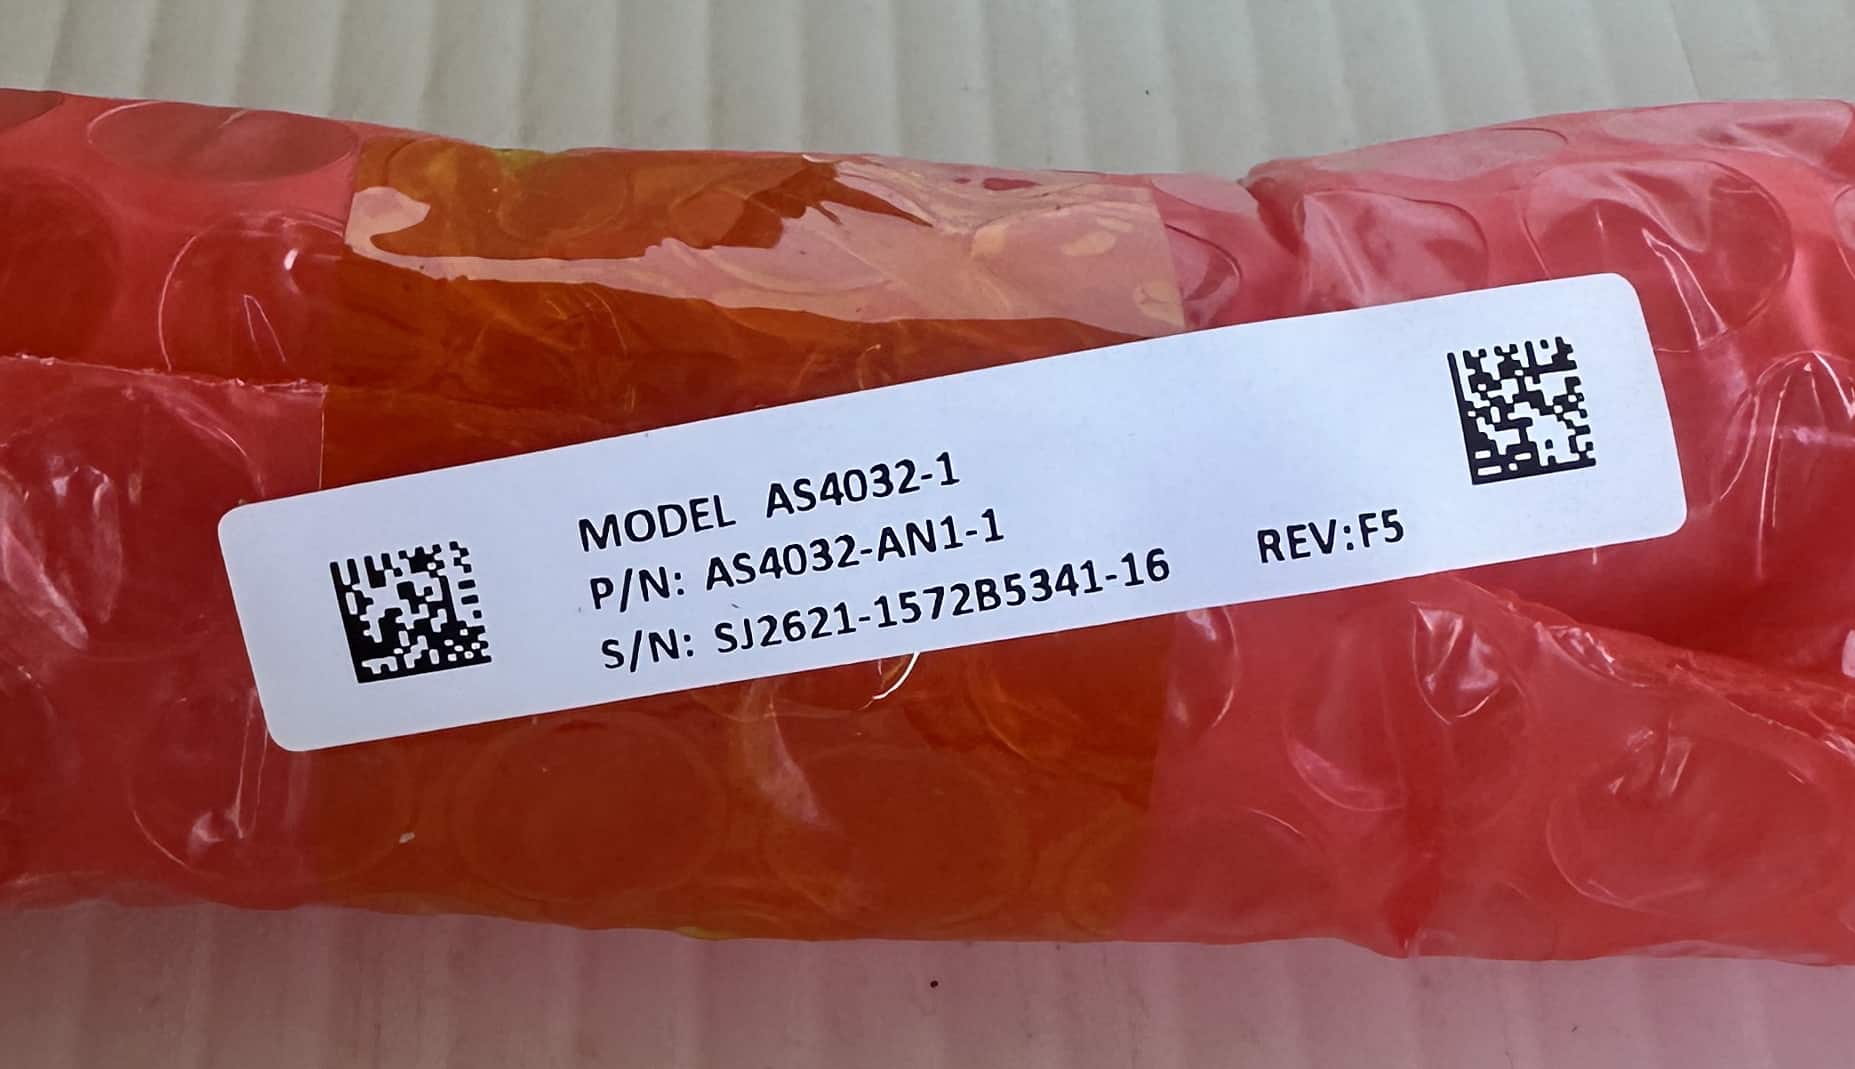 MODEL AS4032-1
P/N: AS4032-AN1-1
S/N: SJ2621-1572B5341-16 REV:F5